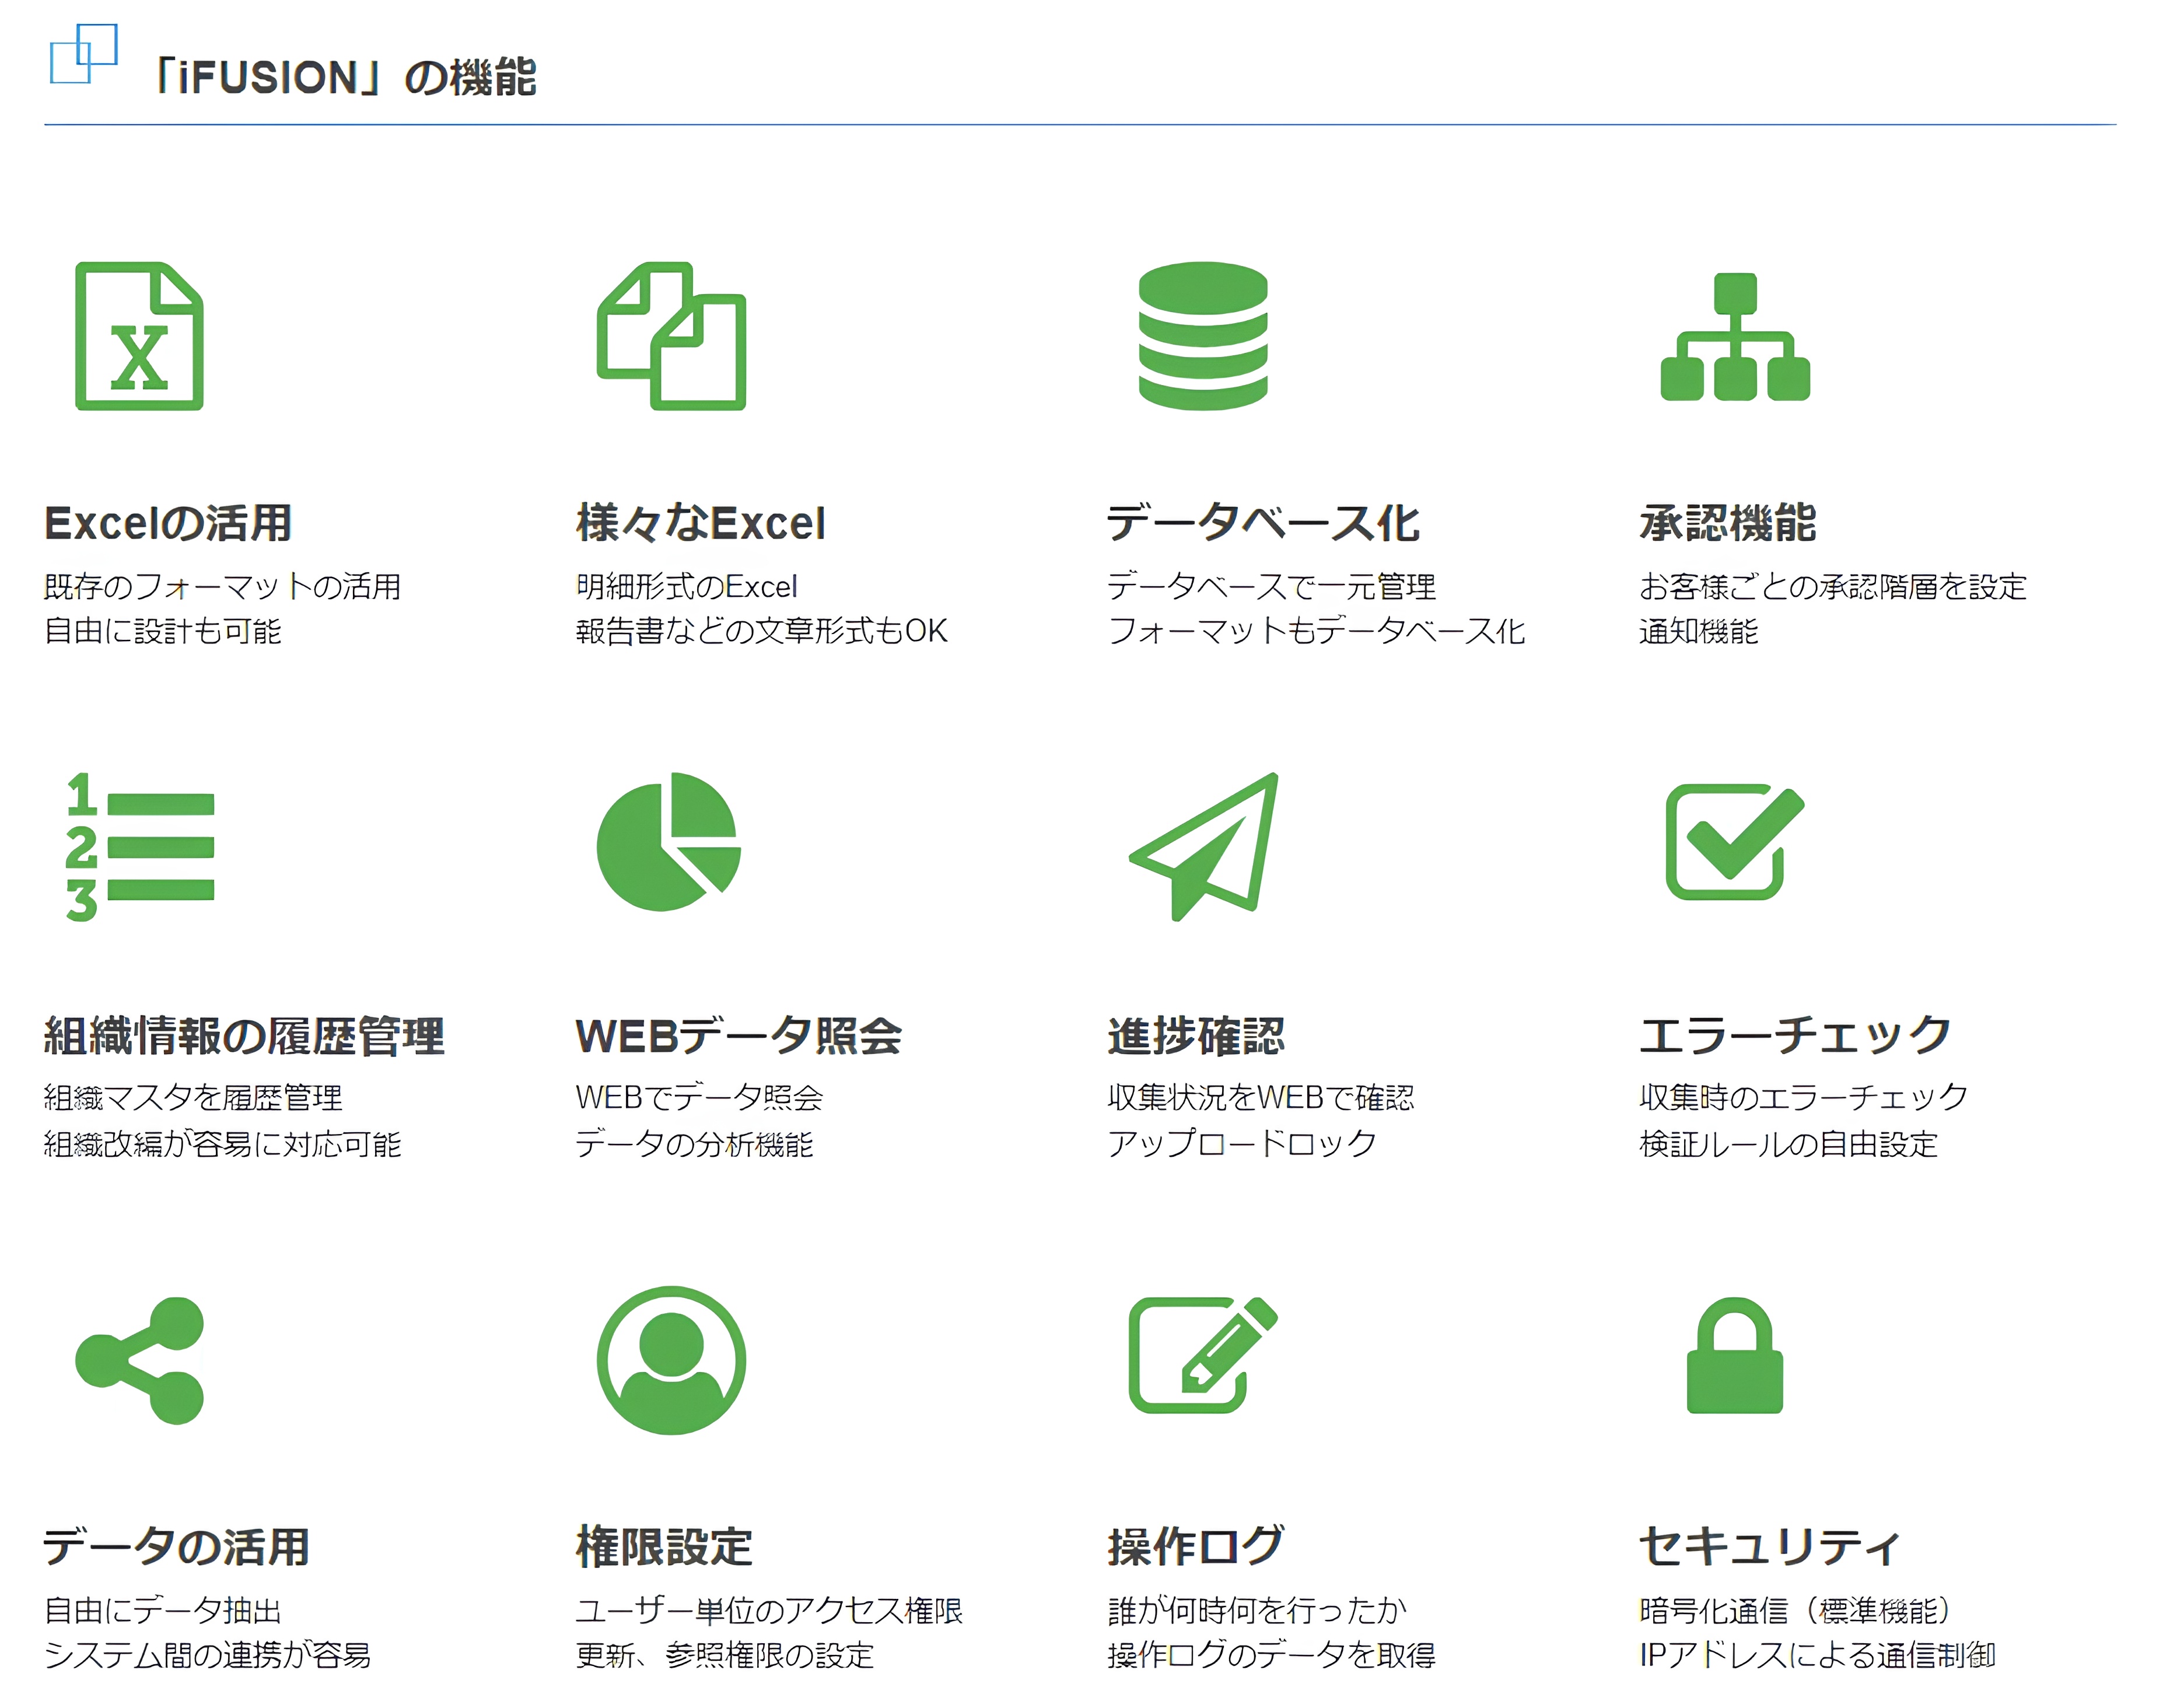 「iFUSION」の機能
Excelの活用
既存のフォーマットの活用
自由に設計も可能
様々なExcel
明細形式のExcel
報告書などの文章形式もOK
データベース化
データベースで一元管理
フォーマットもデータベース化
承認機能
お客様ごとの承認階層を設定
通知機能
1
2
3
組織情報の履歴管理
組織マスタを履歴管理
組織改編が容易に対応可能
WEBデータ照会
WEBでデータ照会
データの分析機能
進捗確認
収集状況をWEBで確認
アップロードロック
エラーチェック
収集時のエラーチェック
検証ルールの自由設定
データの活用
自由にデータ抽出
システム間の連携が容易
権限設定
ユーザー単位のアクセス権限
更新、参照権限の設定
操作ログ
誰が何時何を行ったか
操作ログのデータを取得
セキュリティ
暗号化通信（標準機能）
IPアドレスによる通信制御